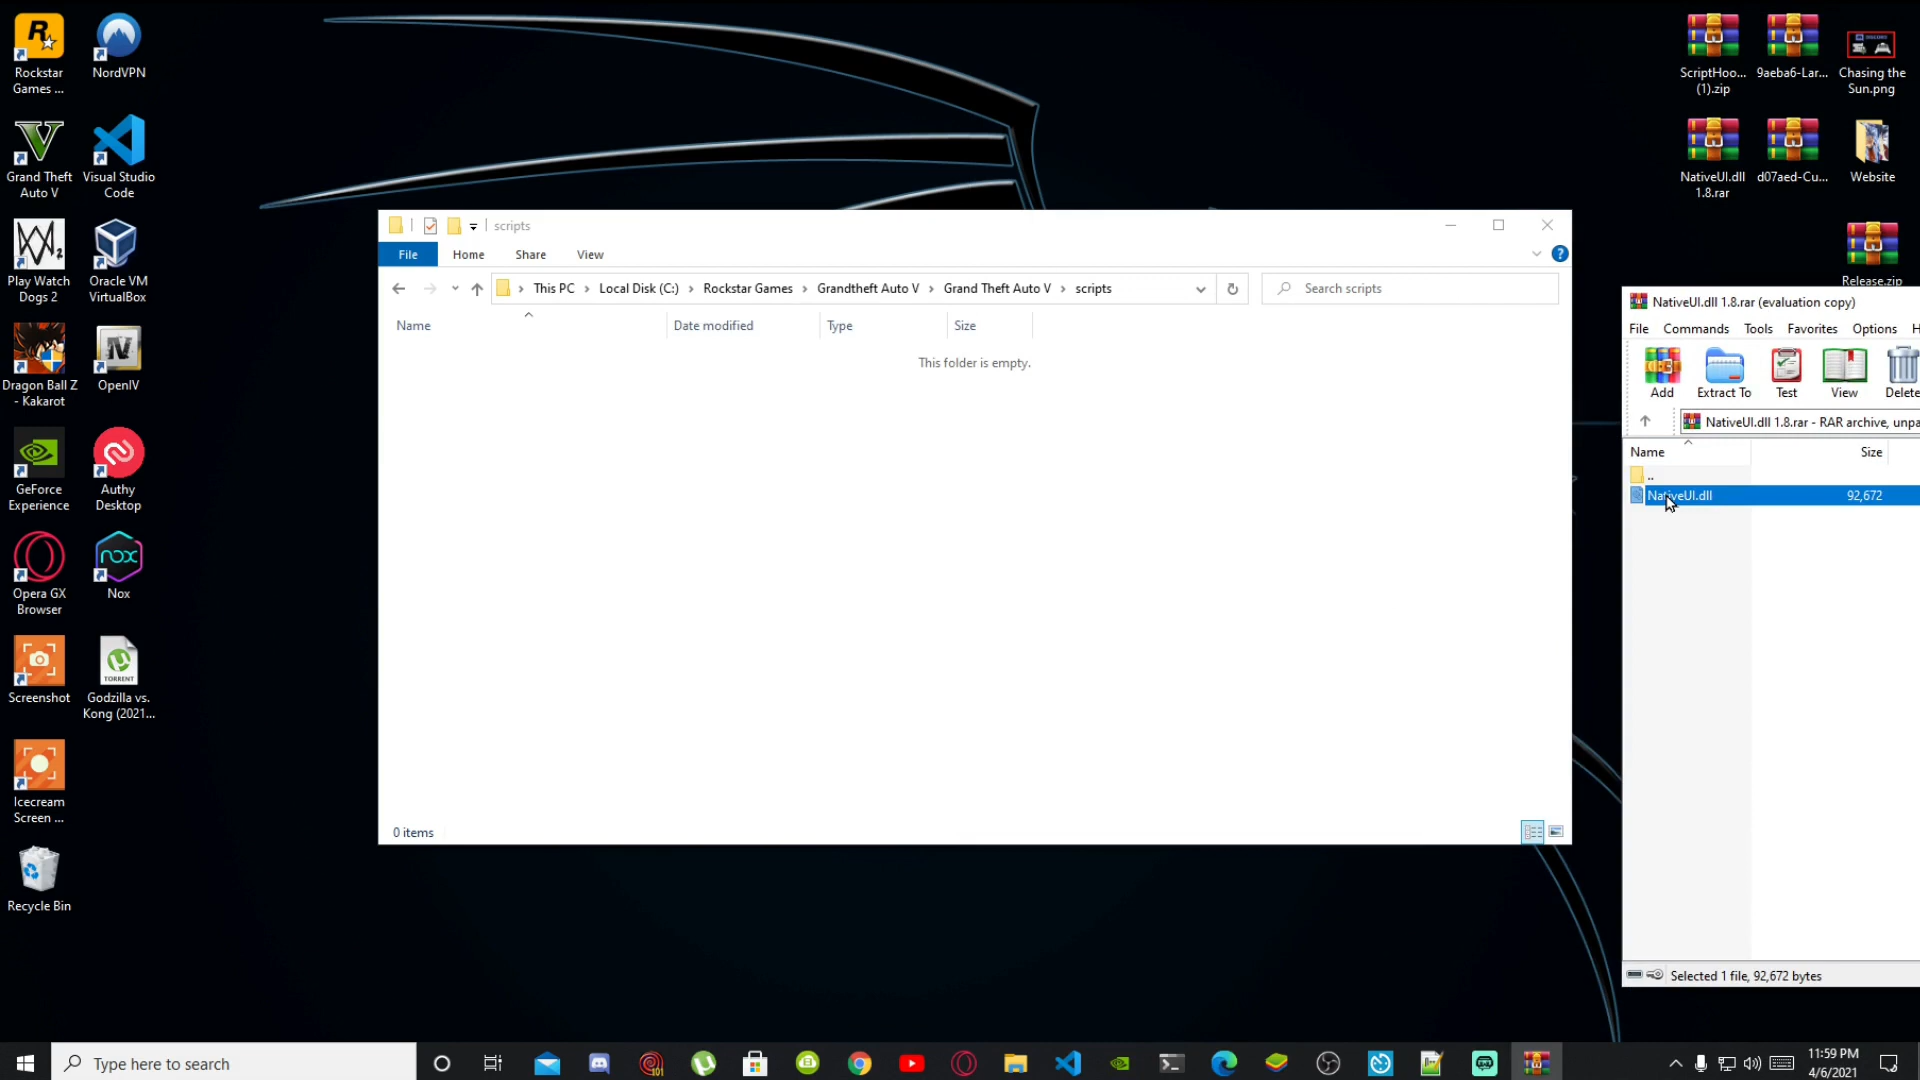 Rockstar
Games ...
NordVPN
Grand Theft
Auto V
Visual Studio
Code
Play Watch
Dogs 2
Oracle VM
VirtualBox
Dragon Ball Z
- Kakarot
OpenIV
GeForce
Experience
Authy
Desktop
Opera GX
Browser
Nox
Screenshot
TORRENT
Godzilla vs.
Kong (2021...
Icecream
Screen ...
Recycle Bin
scripts
File Home Share View
This PC Local Disk (C:) Rockstar Games Grandtheft Auto V Grand Theft Auto V scripts
Search scripts
Name Date modified Type Size
This folder is empty.
0 items
ScriptHoo...
(1).zip
9aeba6-Lar...
Chasing the
Sun.png
NativeUI.dll
1.8.rar
d07aed-Cu...
Website
Release.zip
NativeUI.dll 1.8.rar (evaluation copy)
File Commands Tools Favorites Options H
Add Extract To Test View Delete
NativeUI.dll 1.8.rar - RAR archive, unpa
Name Size
..
NativeUI.dll 92,672
Selected 1 file, 92,672 bytes
Type here to search
11:59 PM
4/6/2021